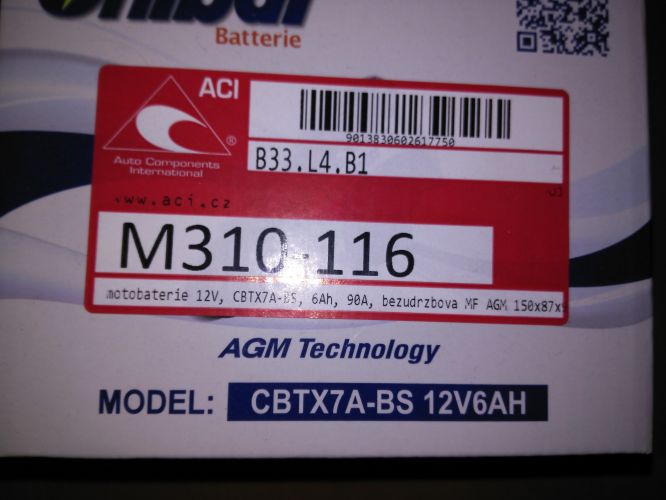 Batterie
ACI
9013830602617750
B33.L4.B1
Auto Components
International
www.aci.cz
M310-116
motobaterie 12V, CBTX7A-BS, 6Ah, 90A, bezudrzbova MF AGM 150x87x9
AGM Technology
MODEL: CBTX7A-BS 12V6AH